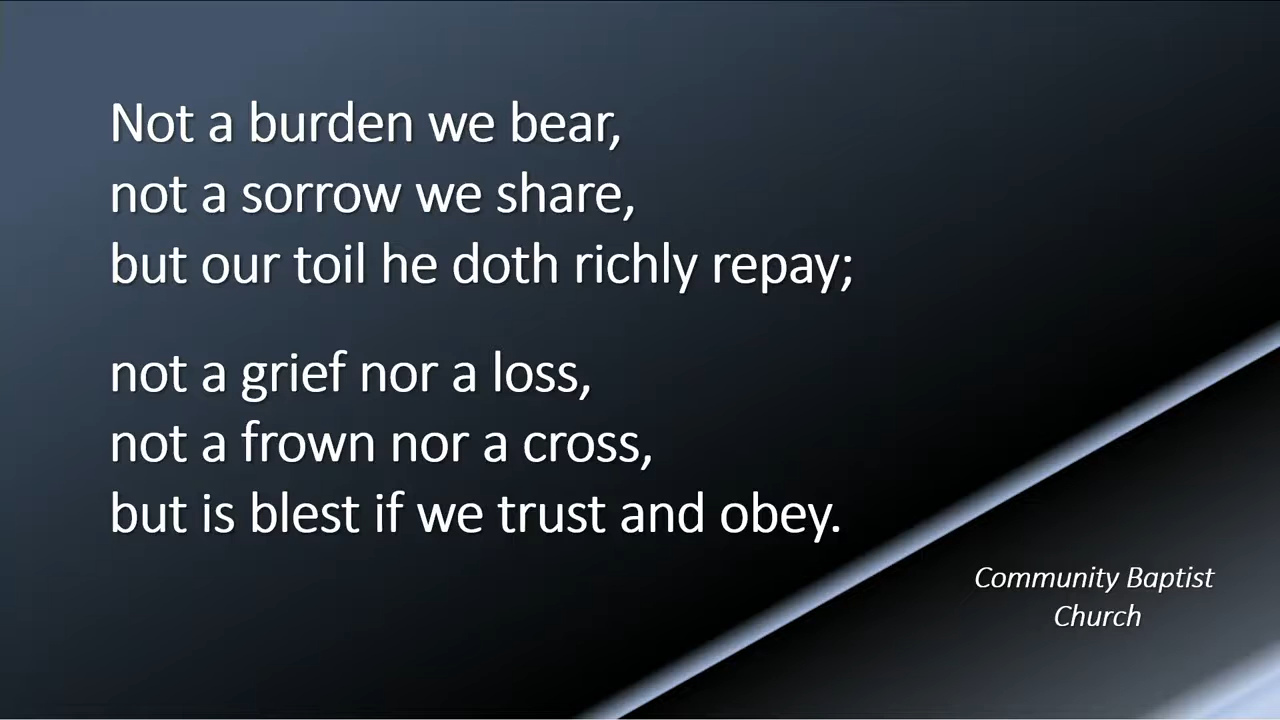 Not a burden we bear,
not a sorrow we share,
but our toil he doth richly repay;
not a grief nor a loss,
not a frown nor a cross,
but is blest if we trust and obey.
Community Baptist
Church